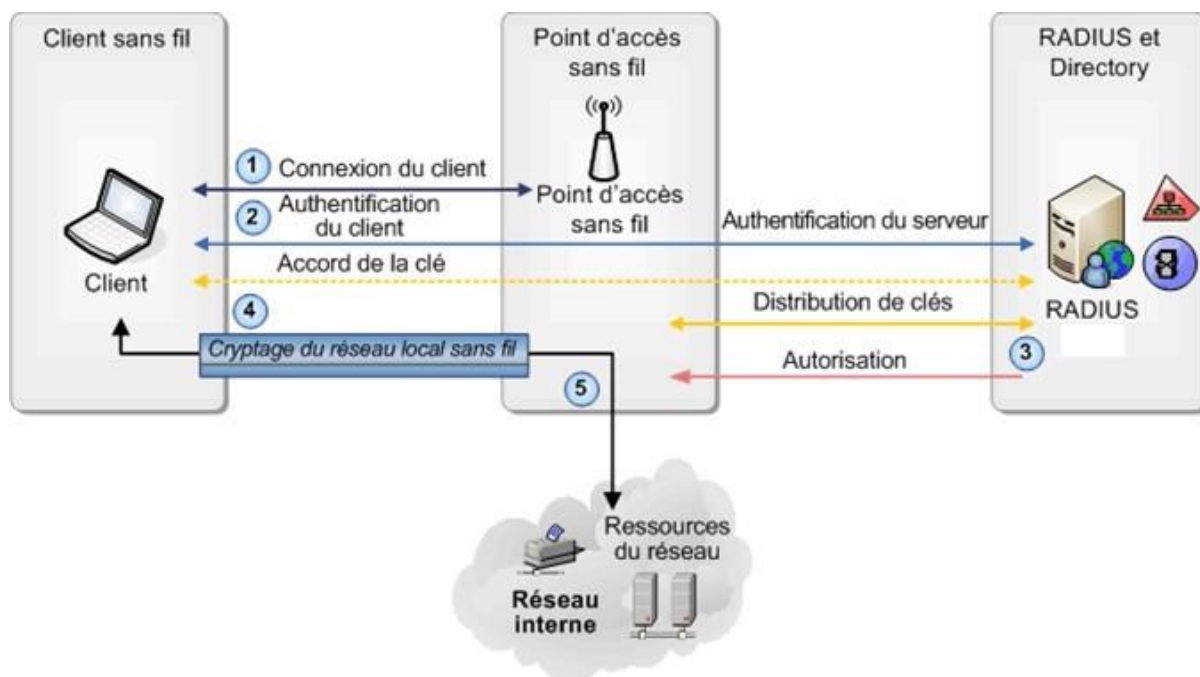 Client sans fil
Point d'accès
sans fil
RADIUS et
Directory
1
Connexion du client
Point d'accès
sans fil
2
Authentification
du client
Authentification du serveur
Client
Accord de la clé
Distribution de clés
RADIUS
4
Cryptage du réseau local sans fil
3
Autorisation
5
Ressources
du réseau
Réseau
interne